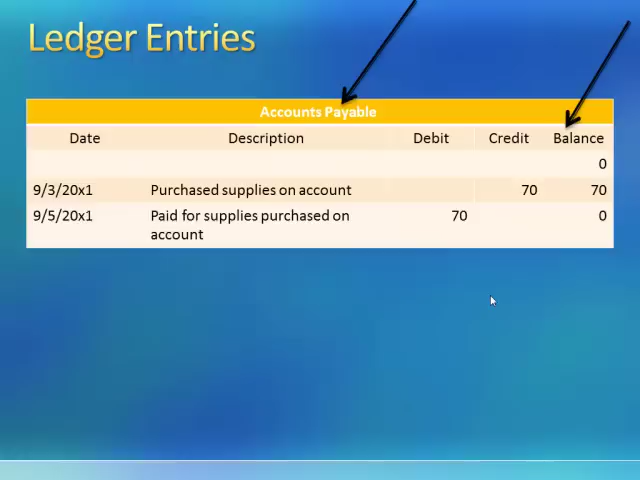 Ledger Entries
Accounts Payable
Date Description Debit Credit Balance
0
9/3/20x1 Purchased supplies on account 70 70
9/5/20x1 Paid for supplies purchased on 70 0
account